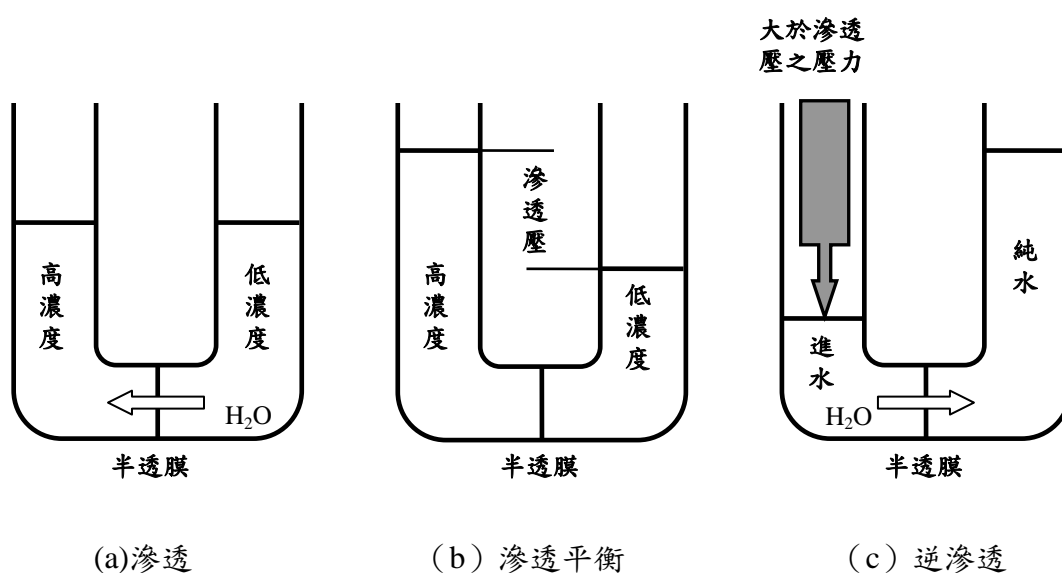 大於滲透
壓之壓力
高濃度
低濃度
H₂O
半透膜
滲透壓
高濃度
低濃度
半透膜
進水
純水
H₂O
半透膜
(a)滲透
（b）滲透平衡
（c）逆滲透